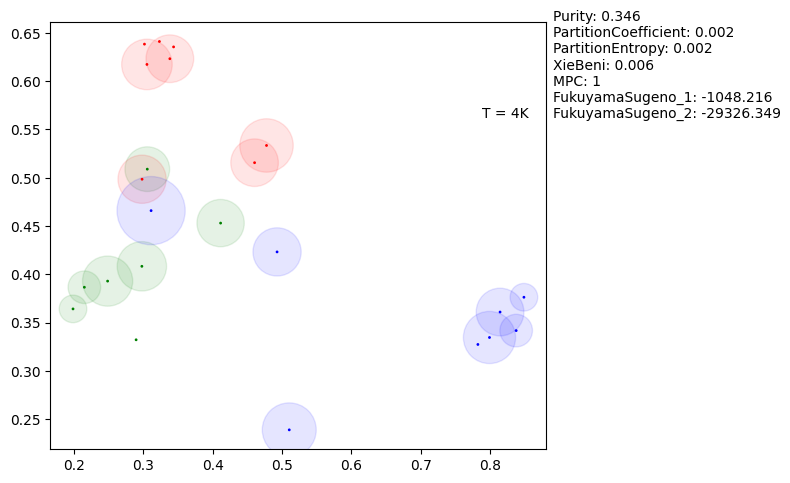 Purity: 0.346
PartitionCoefficient: 0.002
PartitionEntropy: 0.002
XieBeni: 0.006
MPC: 1
FukuyamaSugeno_1: -1048.216
FukuyamaSugeno_2: -29326.349
T = 4K
0.65
0.60
0.55
0.50
0.45
0.40
0.35
0.30
0.25
0.2 0.3 0.4 0.5 0.6 0.7 0.8